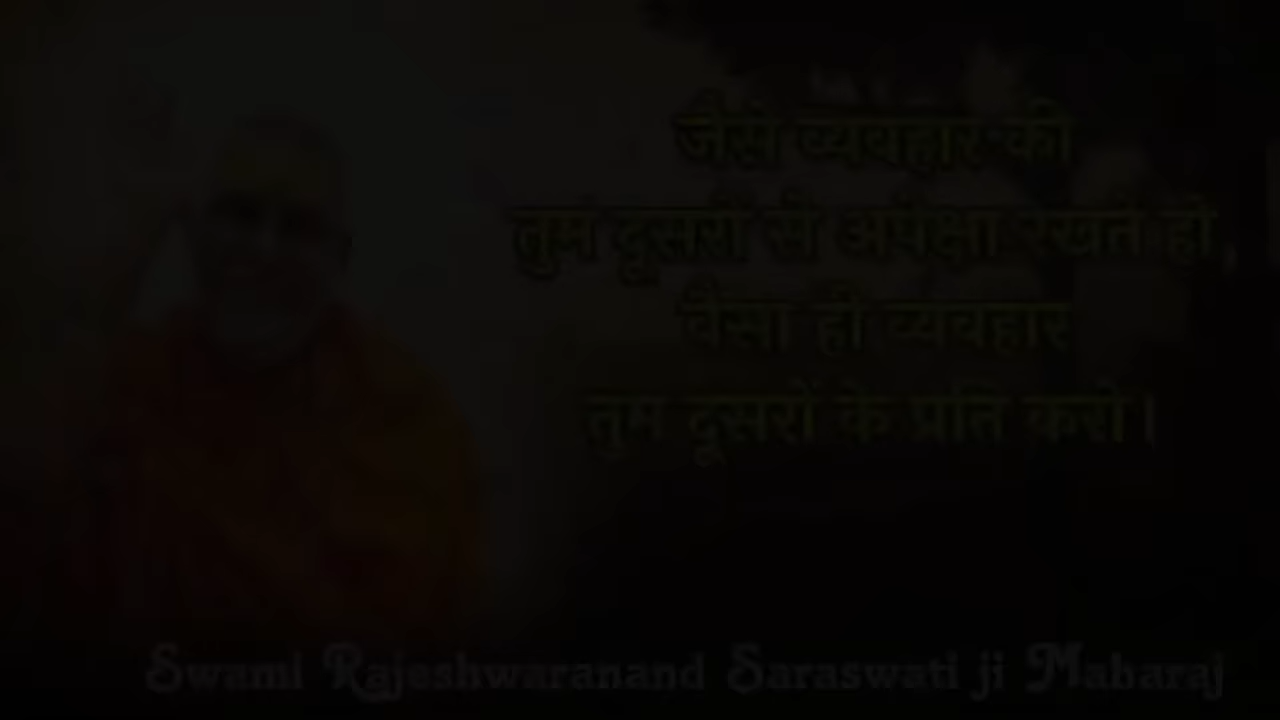 जैसे व्यवहार की
तुम दूसरों से अपेक्षा रखते हो,
वैसा ही व्यवहार
तुम दूसरों के प्रति करो।
Swami Rajeshwaranand Saraswati ji Maharaj